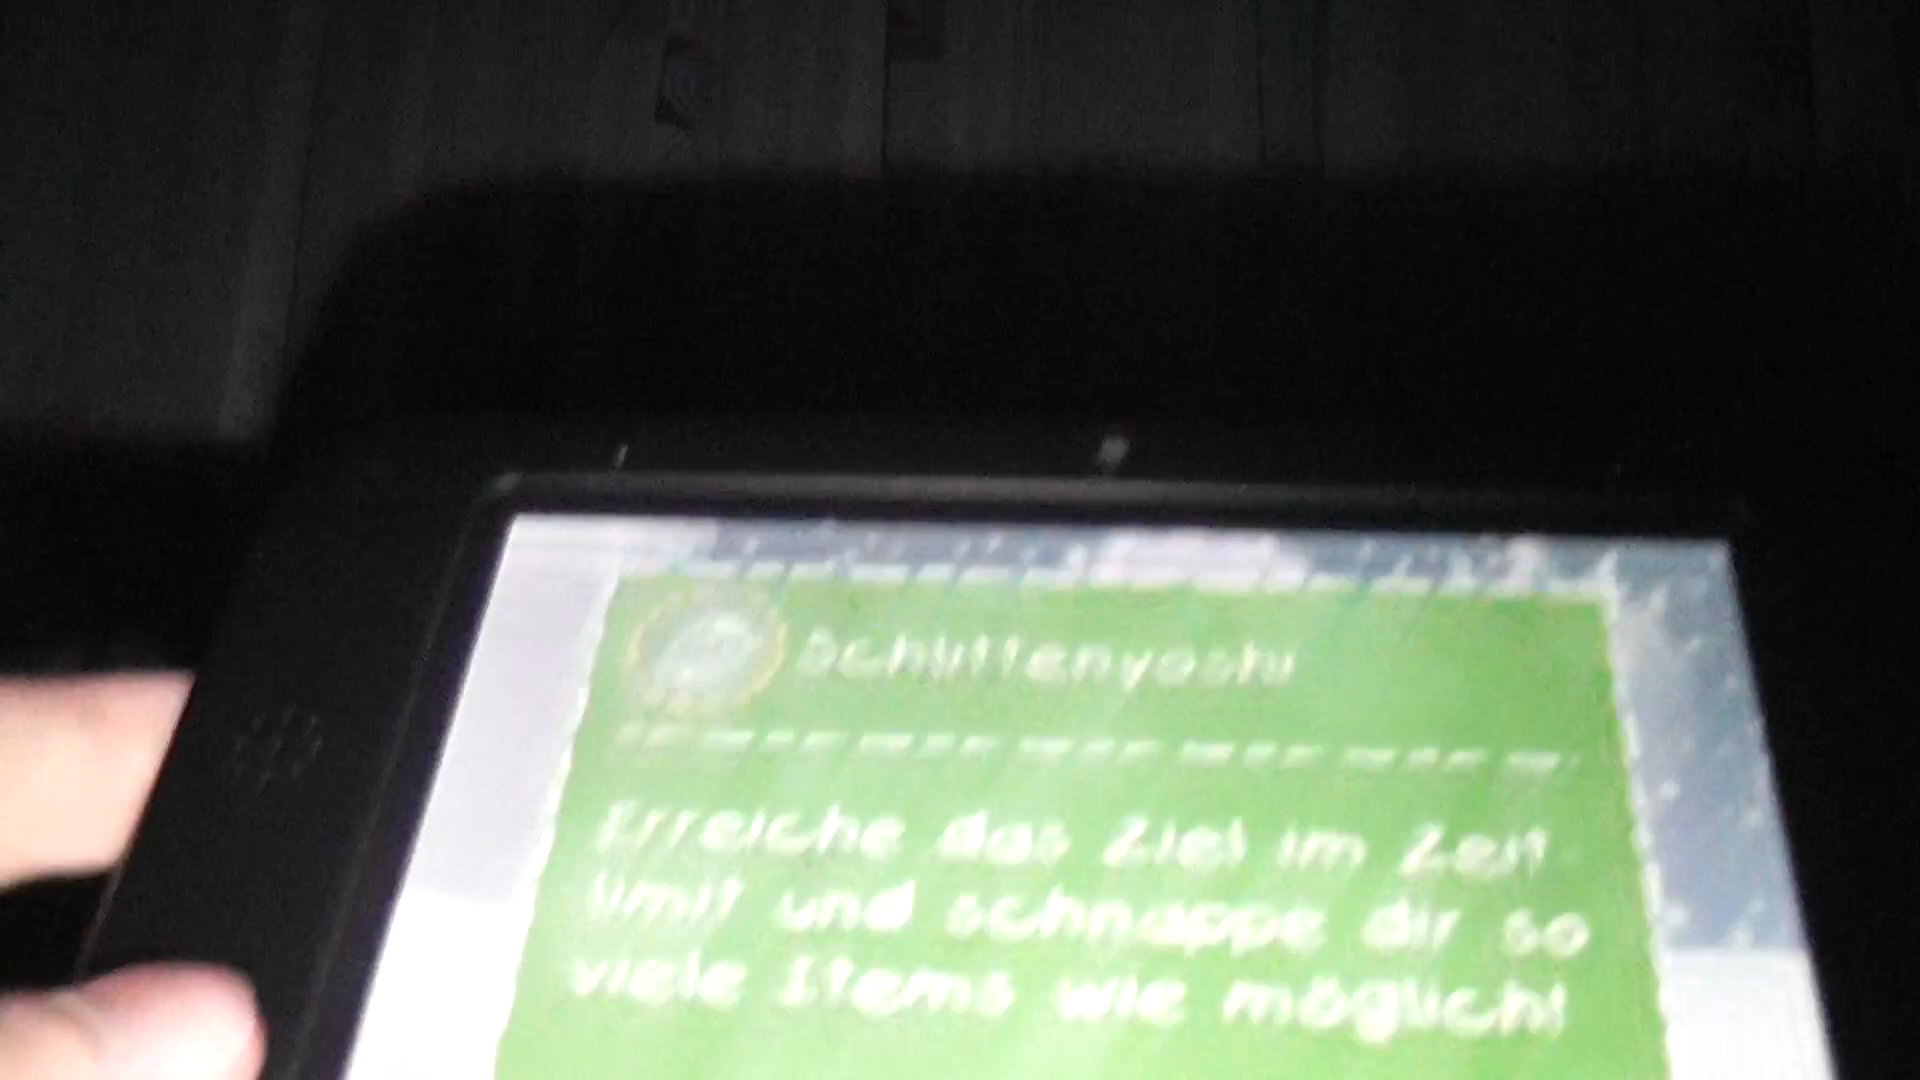 Schlittenyoshi
Erreiche das Ziel im Zeit
limit und schnappe dir so
viele Items wie möglich!